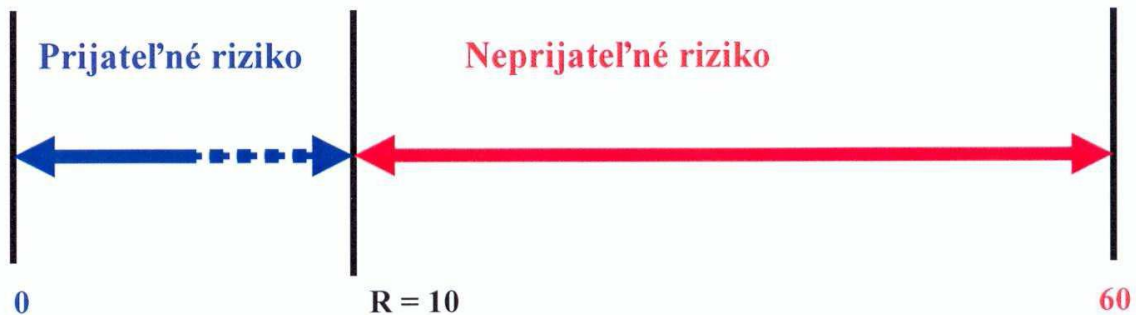 Prijateľné riziko
Neprijateľné riziko
0
R = 10
60